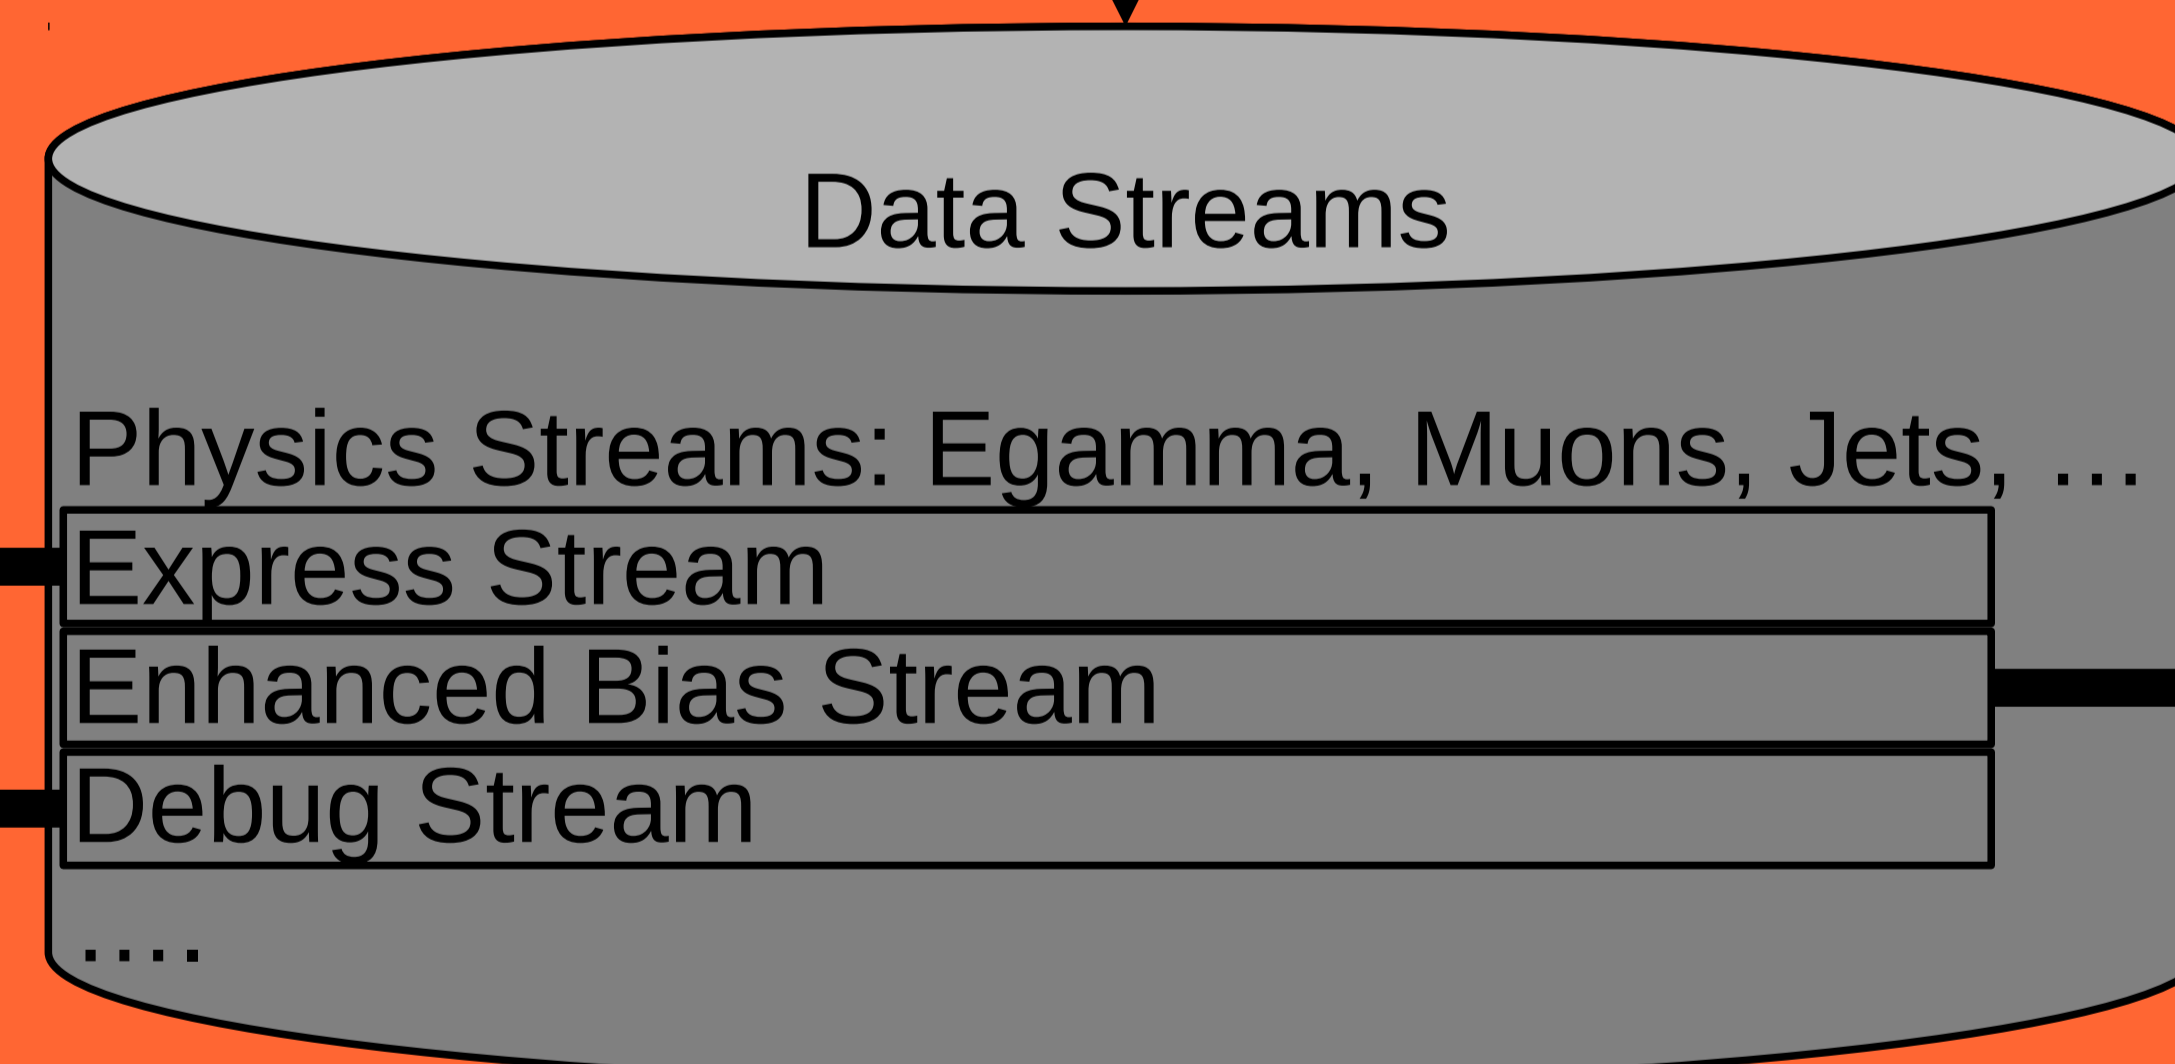 Data Streams
Physics Streams: Egamma, Muons, Jets, ...
Express Stream
Enhanced Bias Stream
Debug Stream
....